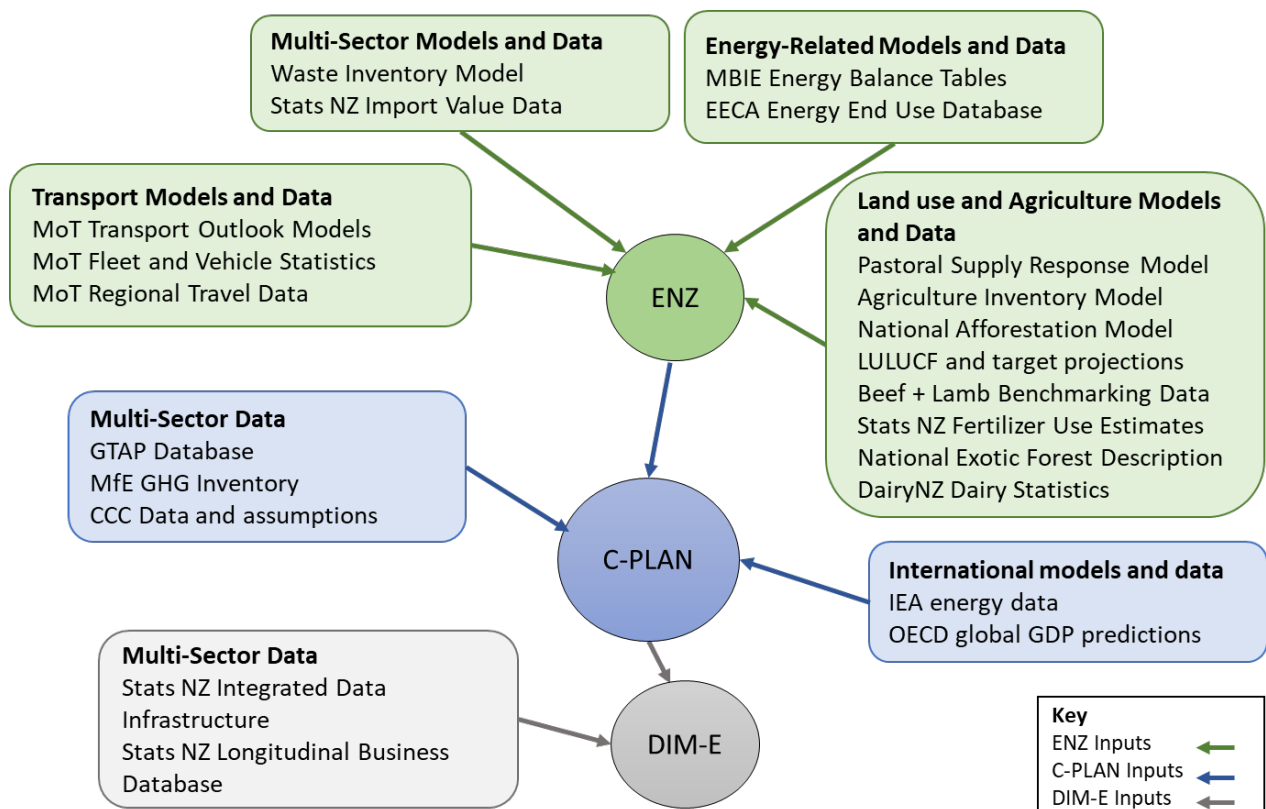 Multi-Sector Models and Data
Waste Inventory Model
Stats NZ Import Value Data
Energy-Related Models and Data
MBIE Energy Balance Tables
EECA Energy End Use Database
Transport Models and Data
MoT Transport Outlook Models
MoT Fleet and Vehicle Statistics
MoT Regional Travel Data
Land use and Agriculture Models
and Data
Pastoral Supply Response Model
Agriculture Inventory Model
National Afforestation Model
LULUCF and target projections
Beef + Lamb Benchmarking Data
Stats NZ Fertilizer Use Estimates
National Exotic Forest Description
DairyNZ Dairy Statistics
ENZ
Multi-Sector Data
GTAP Database
MfE GHG Inventory
CCC Data and assumptions
C-PLAN
International models and data
IEA energy data
OECD global GDP predictions
Multi-Sector Data
Stats NZ Integrated Data
Infrastructure
Stats NZ Longitudinal Business
Database
DIM-E
Key
ENZ Inputs
C-PLAN Inputs
DIM-E Inputs